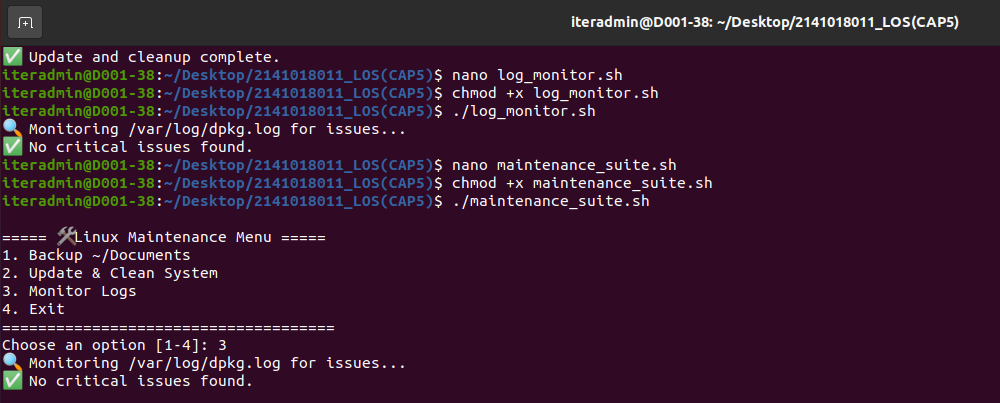 iteradmin@D001-38: ~/Desktop/2141018011_LOS(CAP5)
✅ Update and cleanup complete.
iteradmin@D001-38:~/Desktop/2141018011_LOS(CAP5)$ nano log_monitor.sh
iteradmin@D001-38:~/Desktop/2141018011_LOS(CAP5)$ chmod +x log_monitor.sh
iteradmin@D001-38:~/Desktop/2141018011_LOS(CAP5)$ ./log_monitor.sh
🔍 Monitoring /var/log/dpkg.log for issues...
✅ No critical issues found.
iteradmin@D001-38:~/Desktop/2141018011_LOS(CAP5)$ nano maintenance_suite.sh
iteradmin@D001-38:~/Desktop/2141018011_LOS(CAP5)$ chmod +x maintenance_suite.sh
iteradmin@D001-38:~/Desktop/2141018011_LOS(CAP5)$ ./maintenance_suite.sh
===== 🛠Linux Maintenance Menu =====
1. Backup ~/Documents
2. Update & Clean System
3. Monitor Logs
4. Exit
=====================================
Choose an option [1-4]: 3
🔍 Monitoring /var/log/dpkg.log for issues...
✅ No critical issues found.